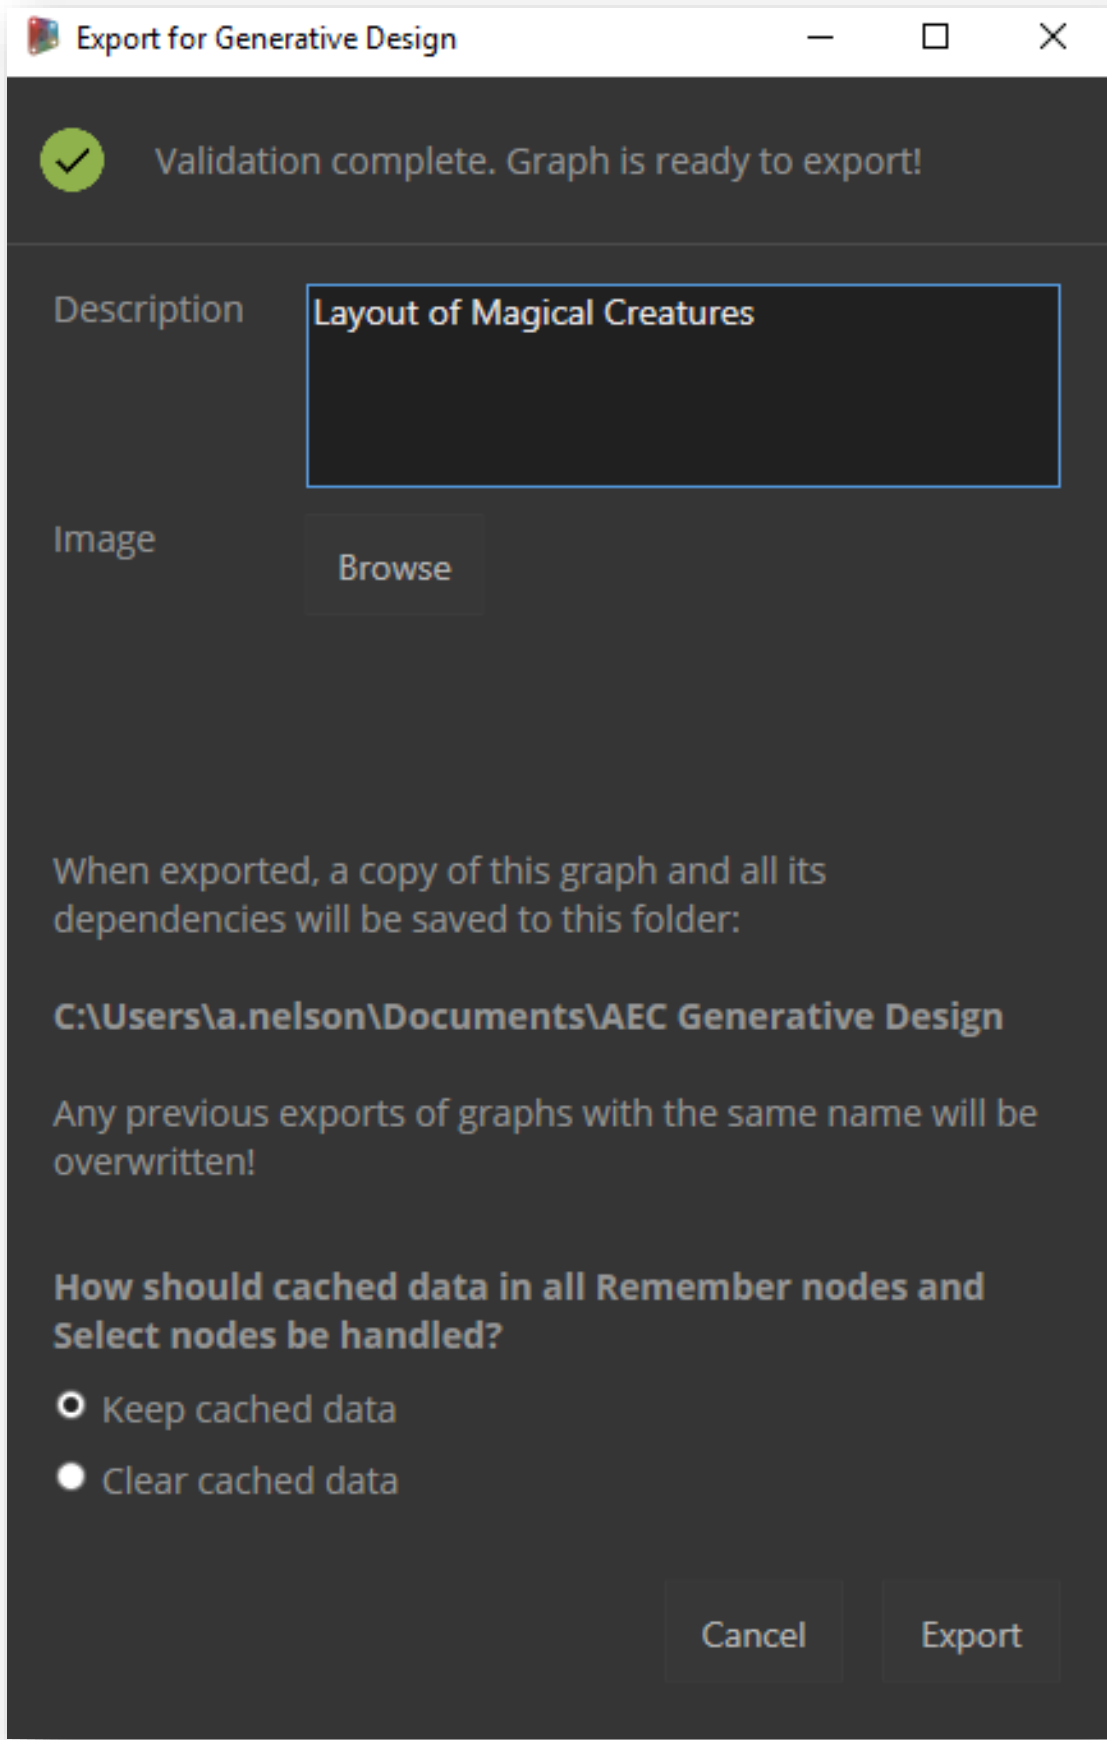 Export for Generative Design
Validation complete. Graph is ready to export!
Description
Layout of Magical Creatures
Image
Browse
When exported, a copy of this graph and all its
dependencies will be saved to this folder:
C:\Users\a.nelson\Documents\AEC Generative Design
Any previous exports of graphs with the same name will be
overwritten!
How should cached data in all Remember nodes and
Select nodes be handled?
Keep cached data
Clear cached data
Cancel
Export